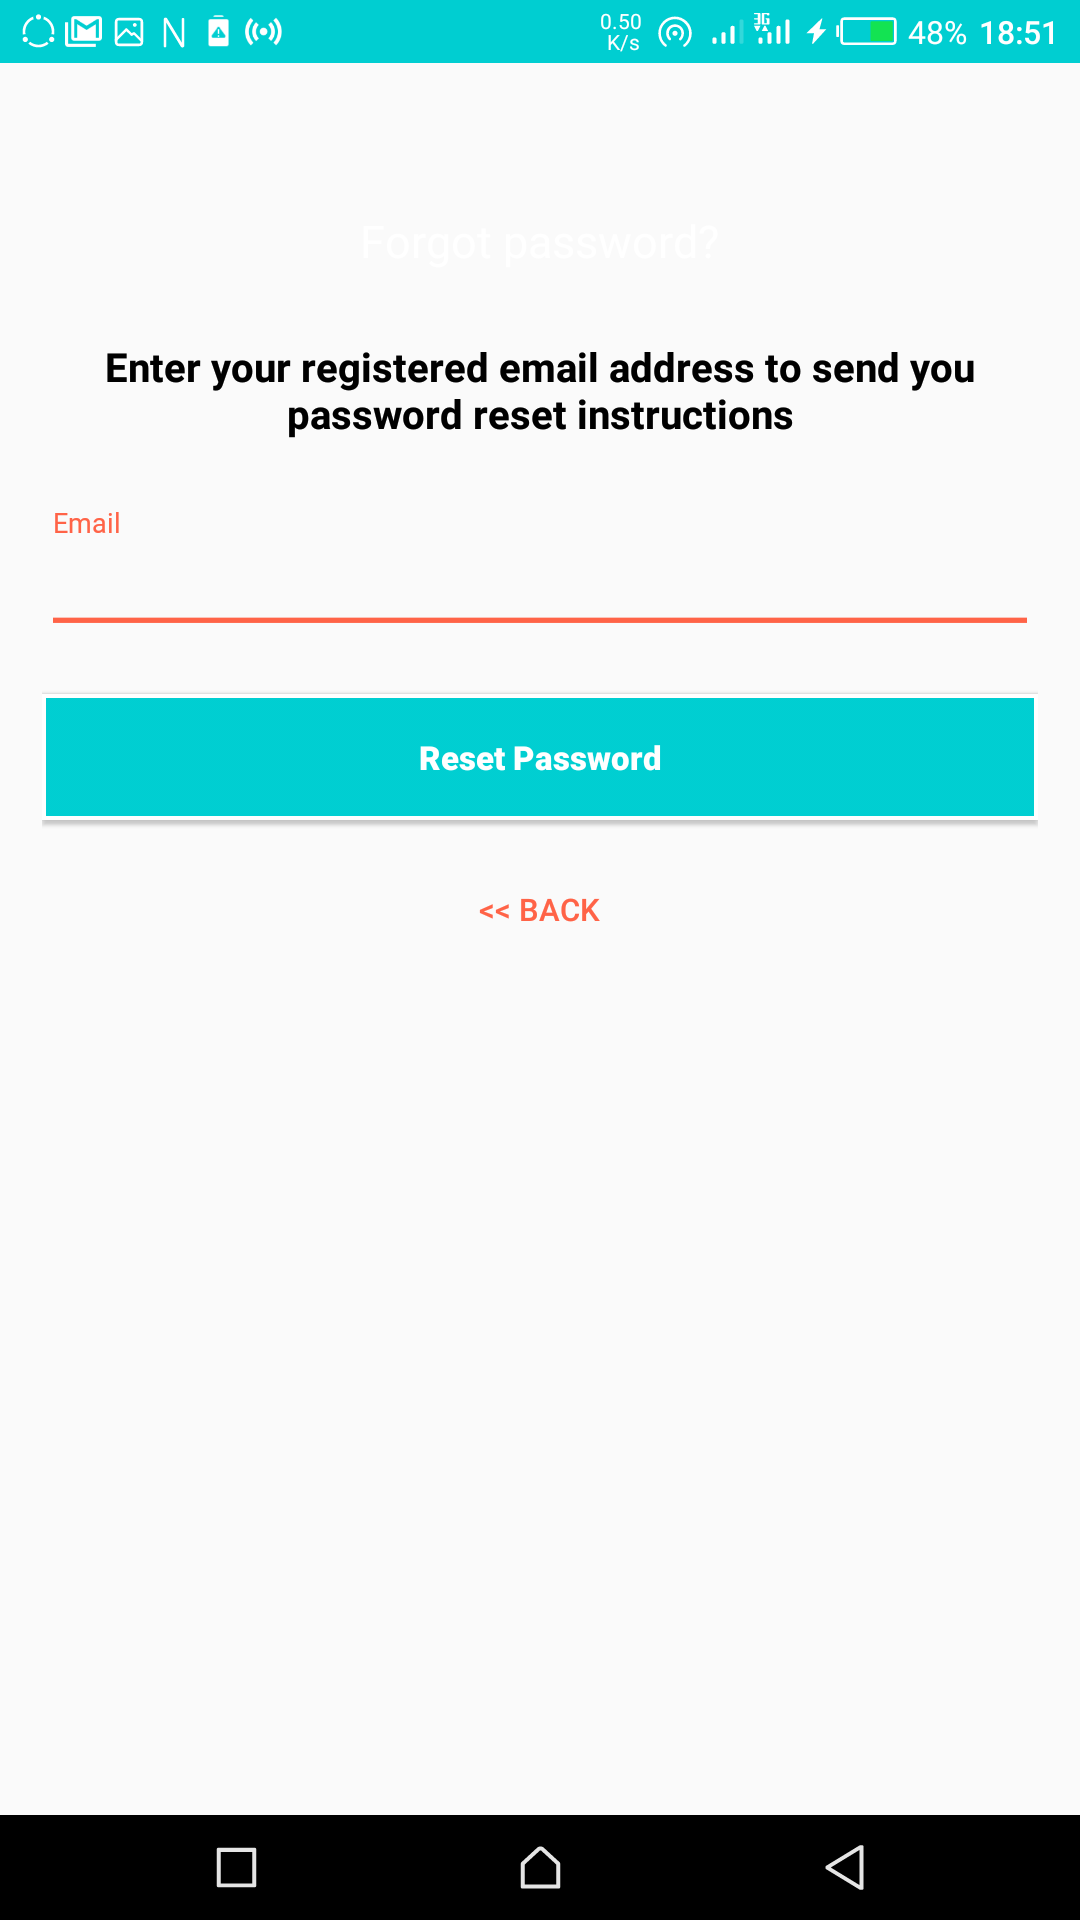 0.50 K/s 3G 48% 18:51
Forgot password?
Enter your registered email address to send you
password reset instructions
Email
Reset Password
<< BACK